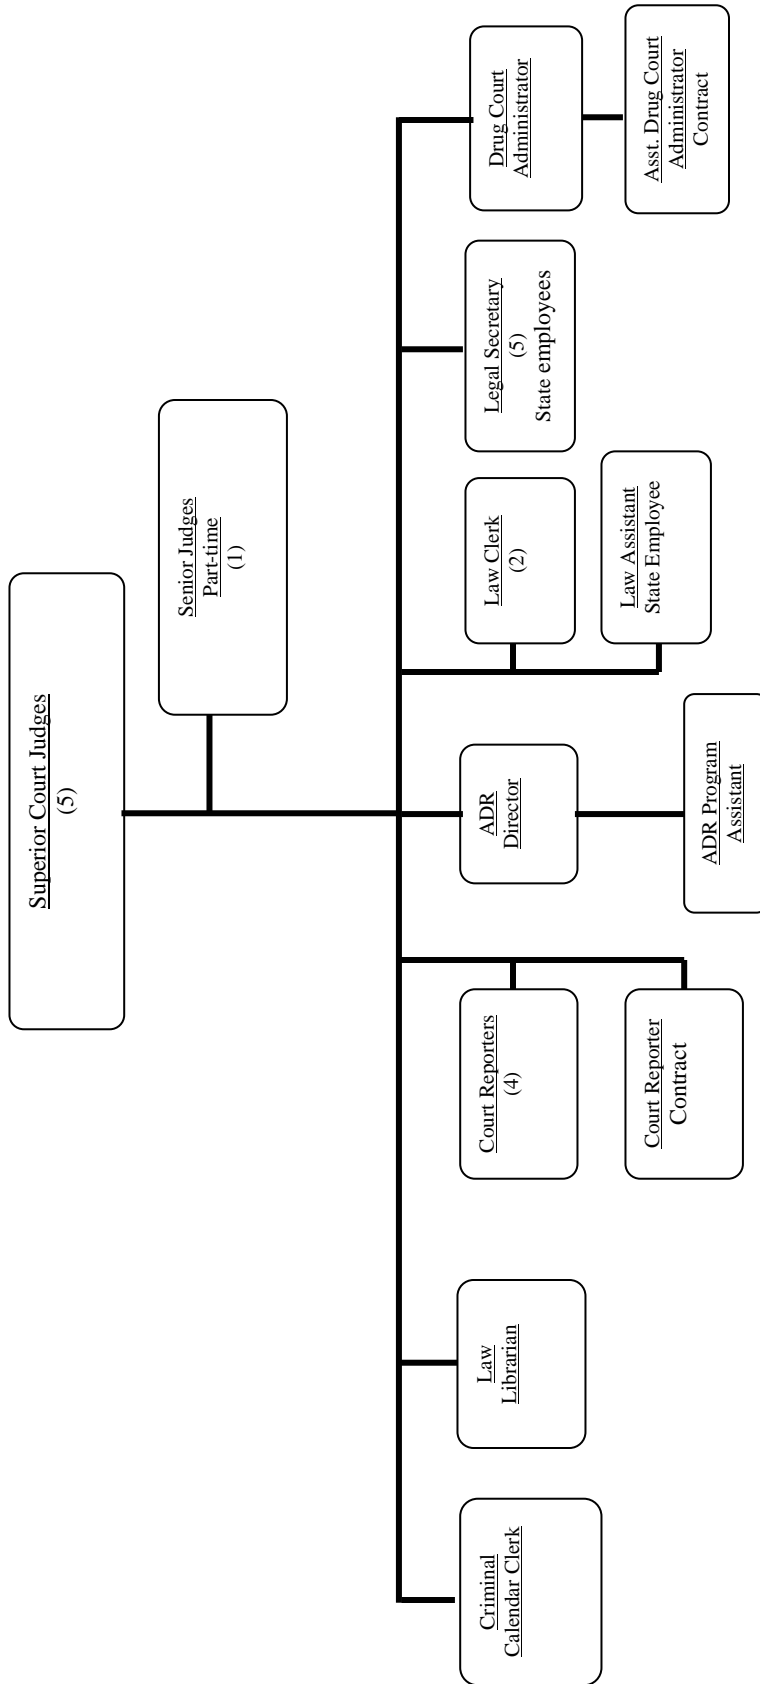 Superior Court Judges
(5)
Senior Judges
Part-time
(1)
Criminal
Calendar Clerk
Law
Librarian
Court Reporters
(4)
Court Reporter
Contract
ADR
Director
ADR Program
Assistant
Law Clerk
(2)
Law Assistant
State Employee
Legal Secretary
(5)
State employees
Drug Court
Administrator
Asst. Drug Court
Administrator
Contract